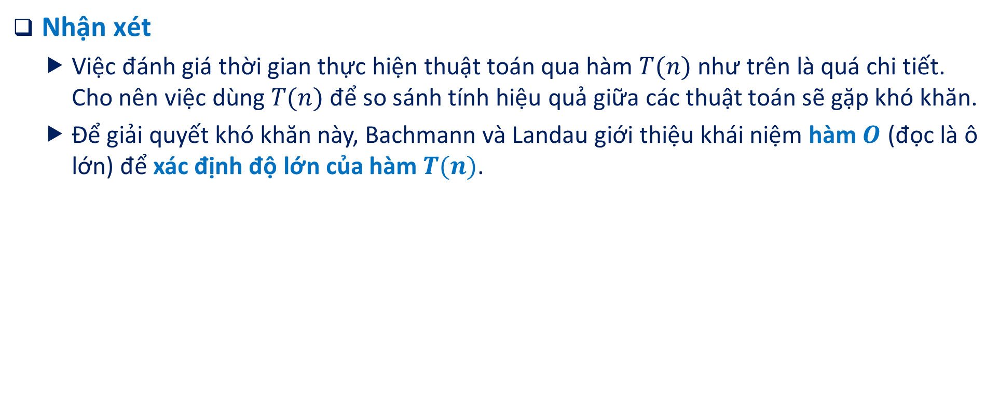 ❑ Nhận xét
▶ Việc đánh giá thời gian thực hiện thuật toán qua hàm 𝑇(𝑛) như trên là quá chi tiết.
Cho nên việc dùng 𝑇(𝑛) để so sánh tính hiệu quả giữa các thuật toán sẽ gặp khó khăn.
▶ Để giải quyết khó khăn này, Bachmann và Landau giới thiệu khái niệm hàm 𝑶 (đọc là ô
lớn) để xác định độ lớn của hàm 𝑻(𝒏).